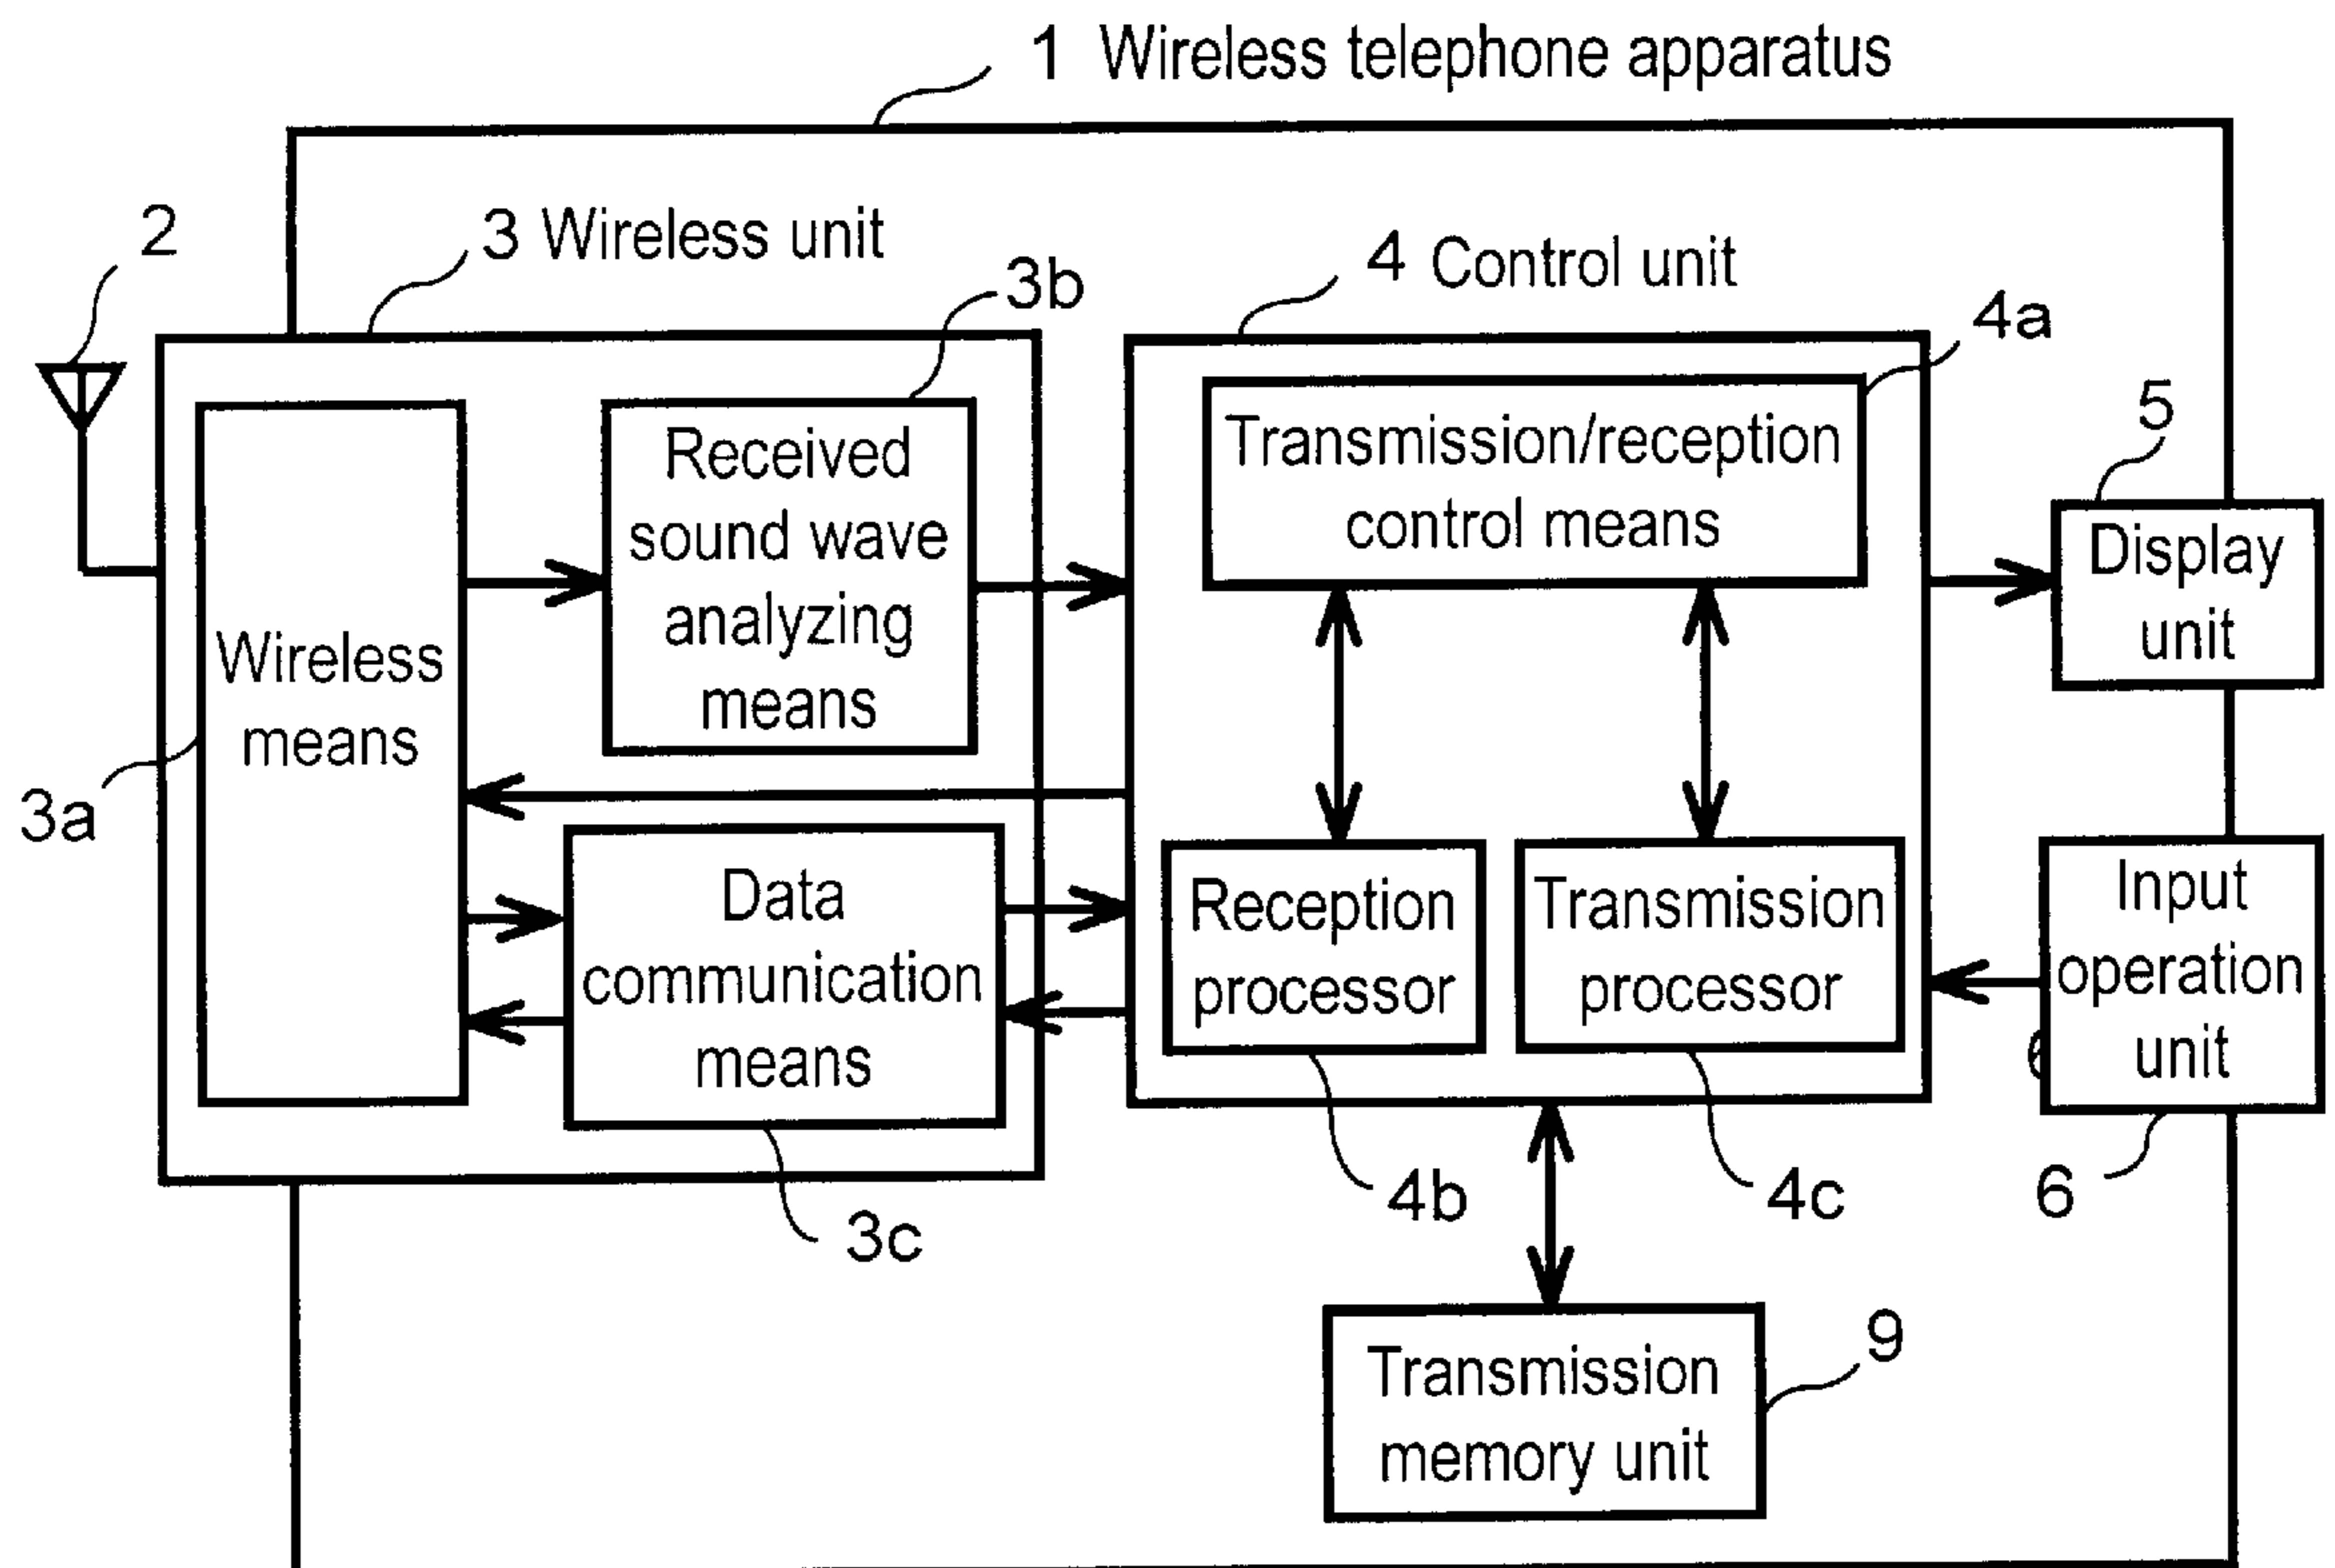 1 Wireless telephone apparatus
2
3 Wireless unit
3b
4 Control unit
4a
5
Wireless
means
3a
Received
sound wave
analyzing
means
Transmission/reception
control means
Display
unit
Data
communication
means
3c
Reception
processor
4b
Transmission
processor
4c
Input
operation
unit
6
6
Transmission
memory unit
9